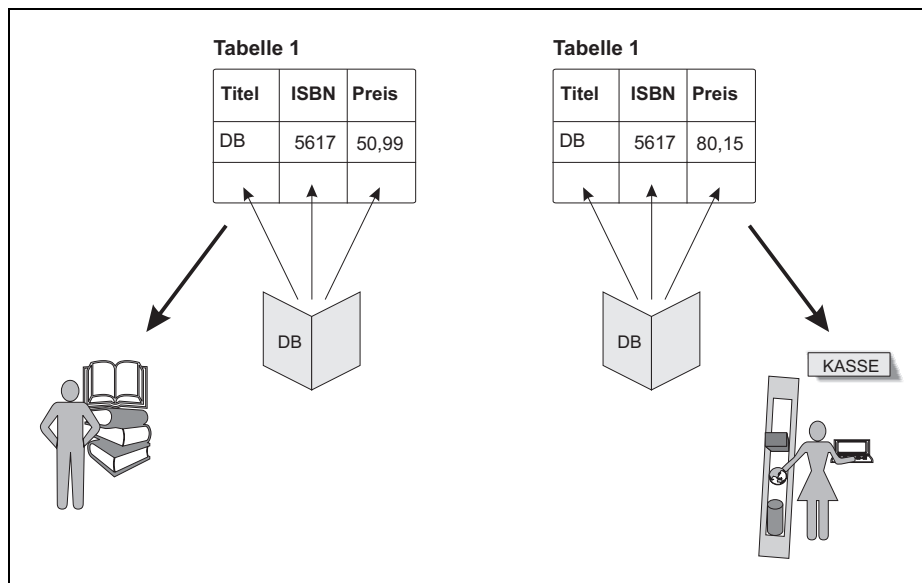 Tabelle 1
Titel ISBN Preis
DB 5617 50,99
DB
Tabelle 1
Titel ISBN Preis
DB 5617 80,15
DB
KASSE